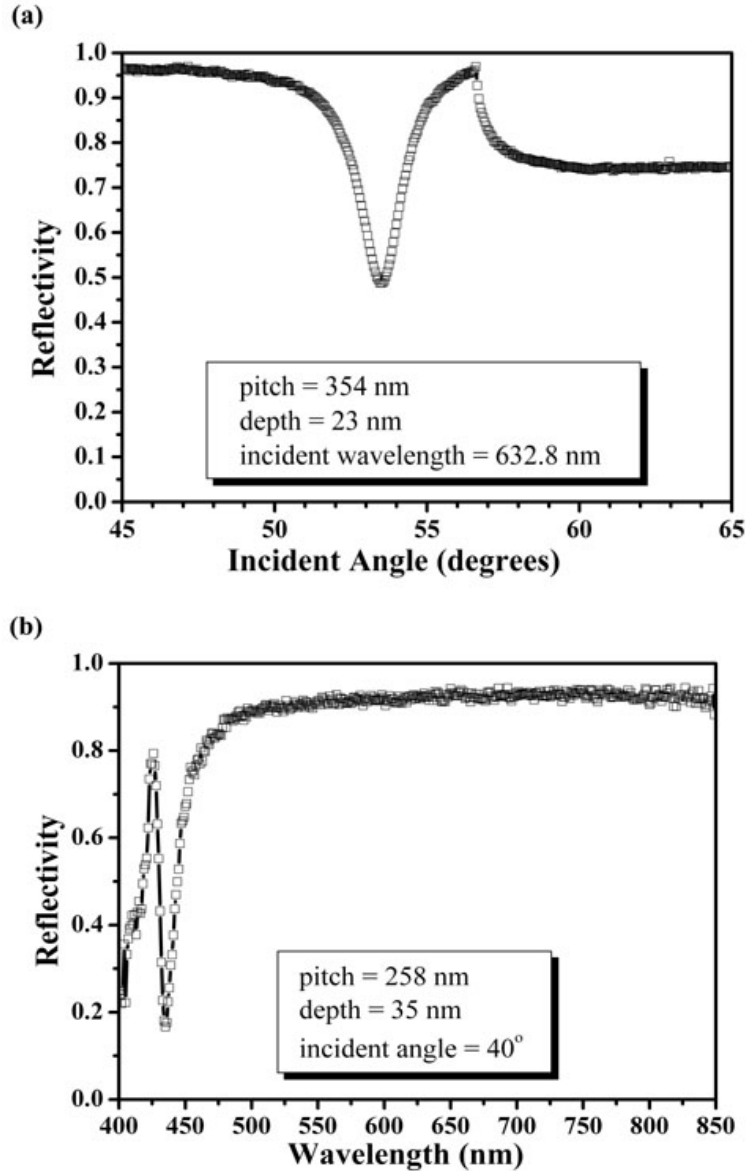 (a)
1.0
0.9
0.8
0.7
0.6
0.5
0.4
0.3
0.2
0.1
0.0
Reflectivity
pitch = 354 nm
depth = 23 nm
incident wavelength = 632.8 nm
45 50 55 60 65
Incident Angle (degrees)
(b)
1.0
0.8
0.6
0.4
0.2
0.0
Reflectivity
pitch = 258 nm
depth = 35 nm
incident angle = 40°
400 450 500 550 600 650 700 750 800 850
Wavelength (nm)